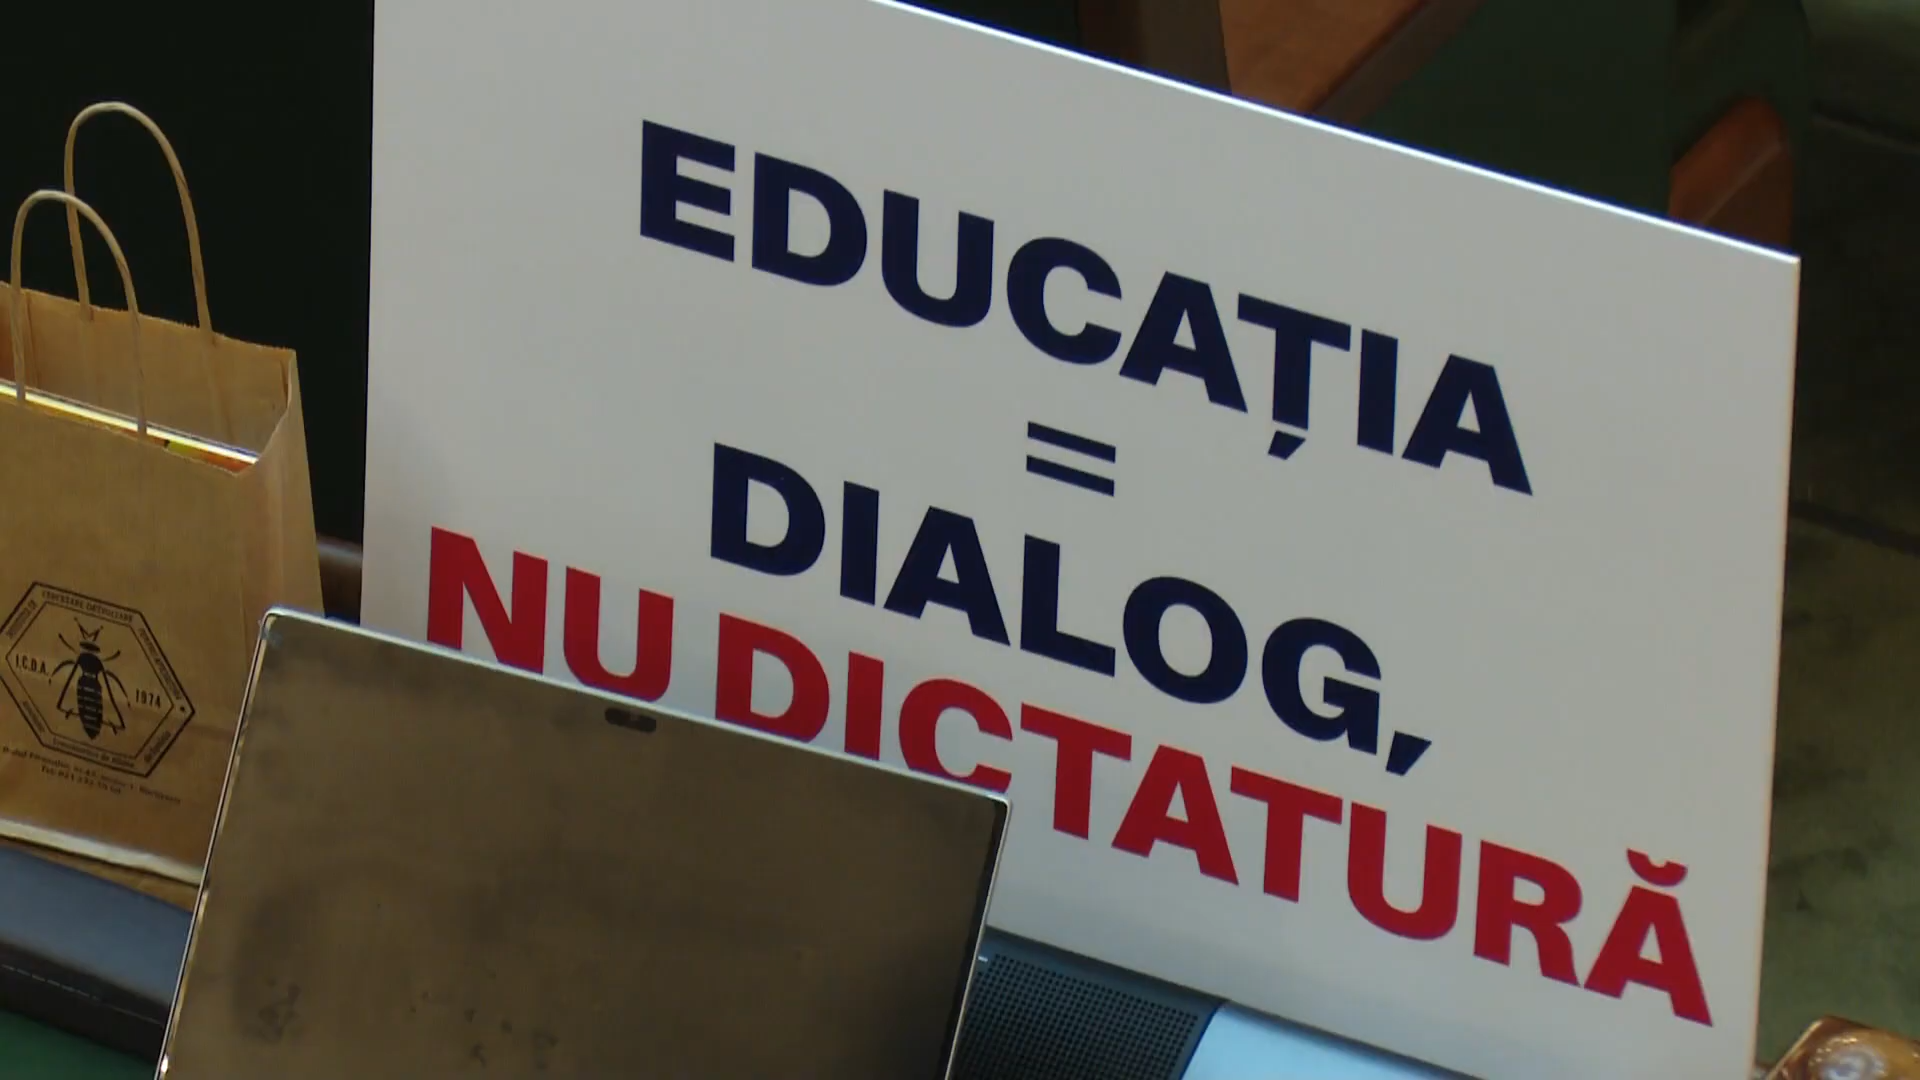 EDUCAȚIA
=
DIALOG,
NU DICTATURĂ
I.C.D.A.
1974